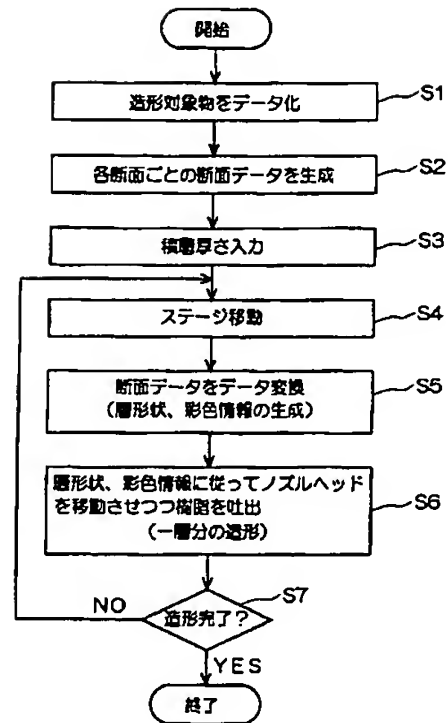 開始
造形対象物をデータ化
S1
各断面ごとの断面データを生成
S2
積層厚さ入力
S3
ステージ移動
S4
断面データをデータ変換
(層形状、彩色情報の生成)
S5
層形状、彩色情報に従ってノズルヘッド
を移動させつつ樹脂を吐出
(一層分の造形)
S6
造形完了?
S7
NO
YES
終了